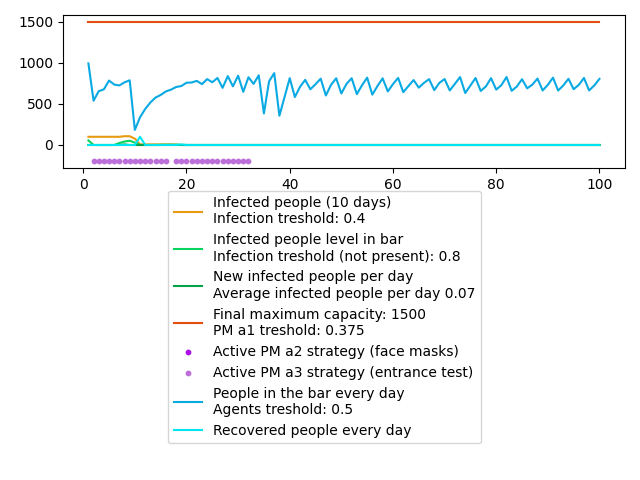 1500
1000
500
0
0 20 40 60 80 100
Infected people (10 days)
Infection treshold: 0.4
Infected people level in bar
Infection treshold (not present): 0.8
New infected people per day
Average infected people per day 0.07
Final maximum capacity: 1500
PM a1 treshold: 0.375
Active PM a2 strategy (face masks)
Active PM a3 strategy (entrance test)
People in the bar every day
Agents treshold: 0.5
Recovered people every day